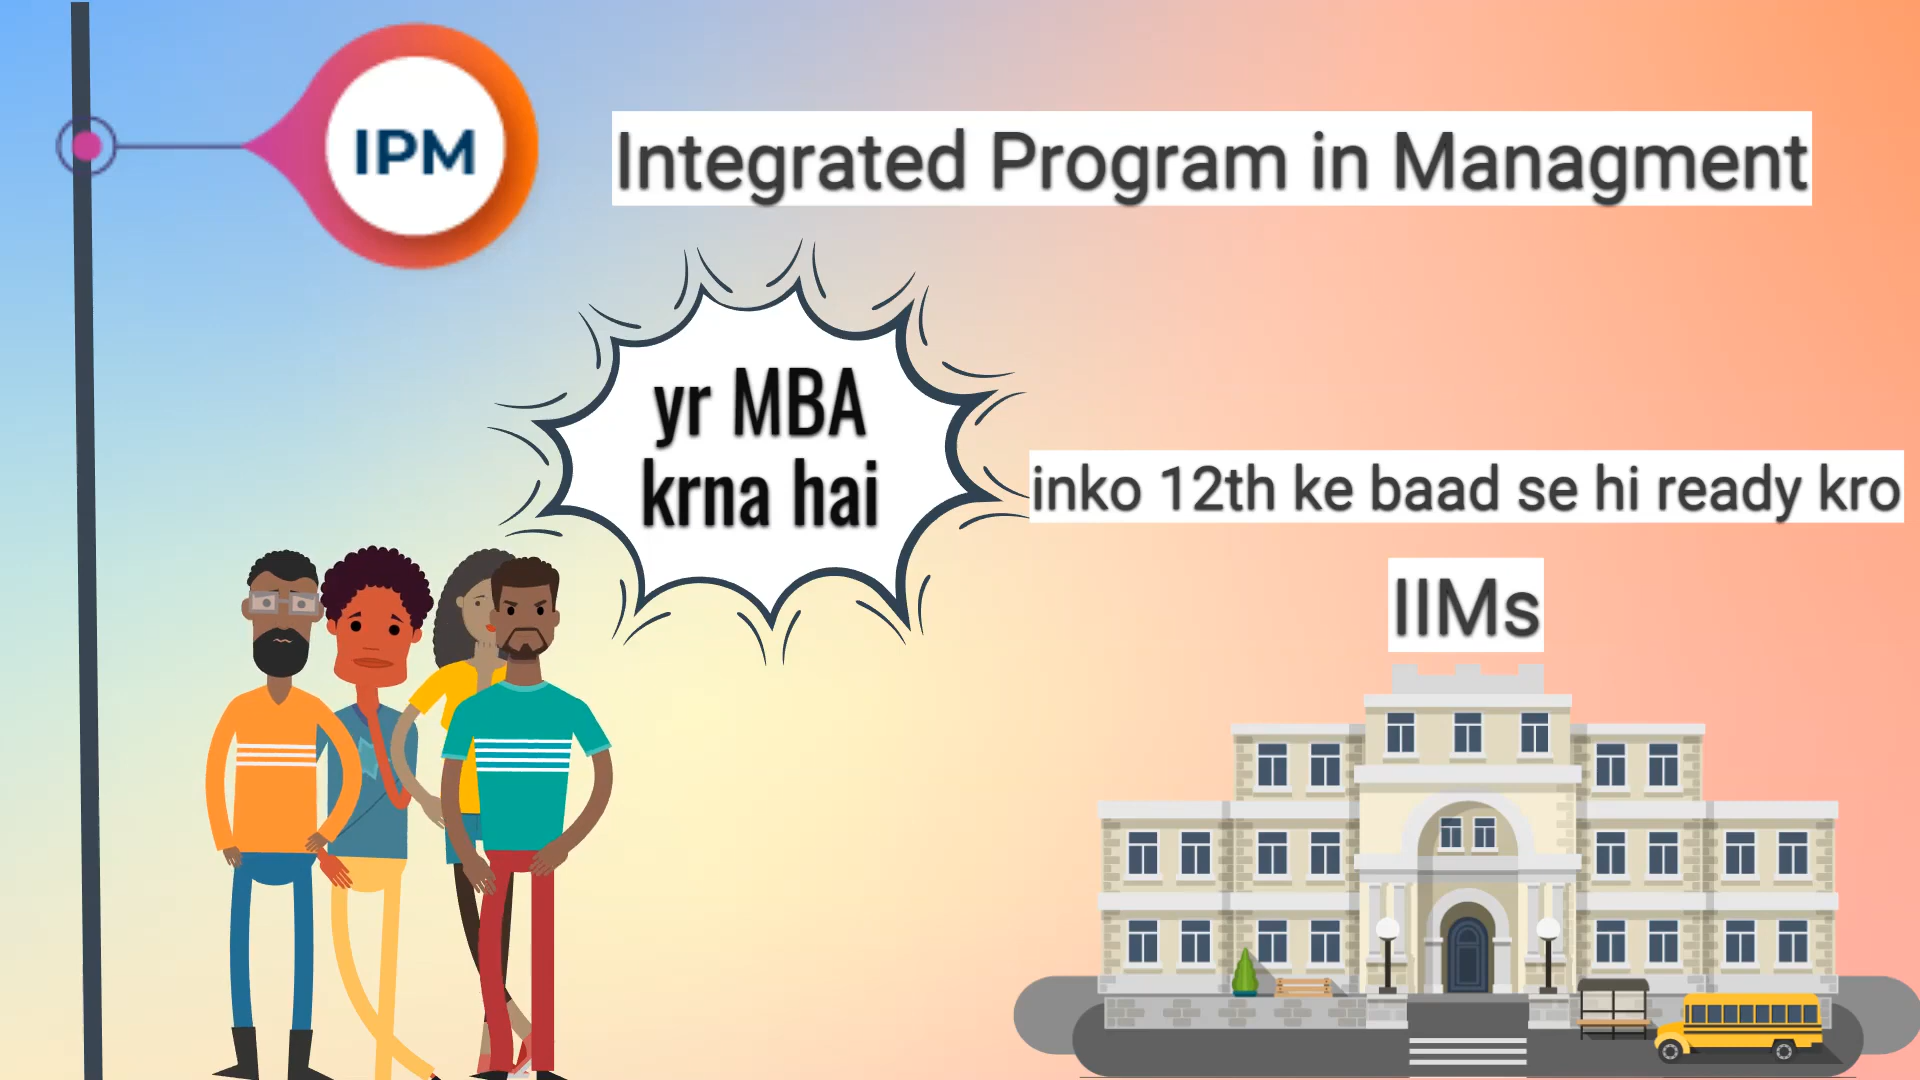 IPM
Integrated Program in Managment
yr MBA
krna hai
inko 12th ke baad se hi ready kro
IIMs